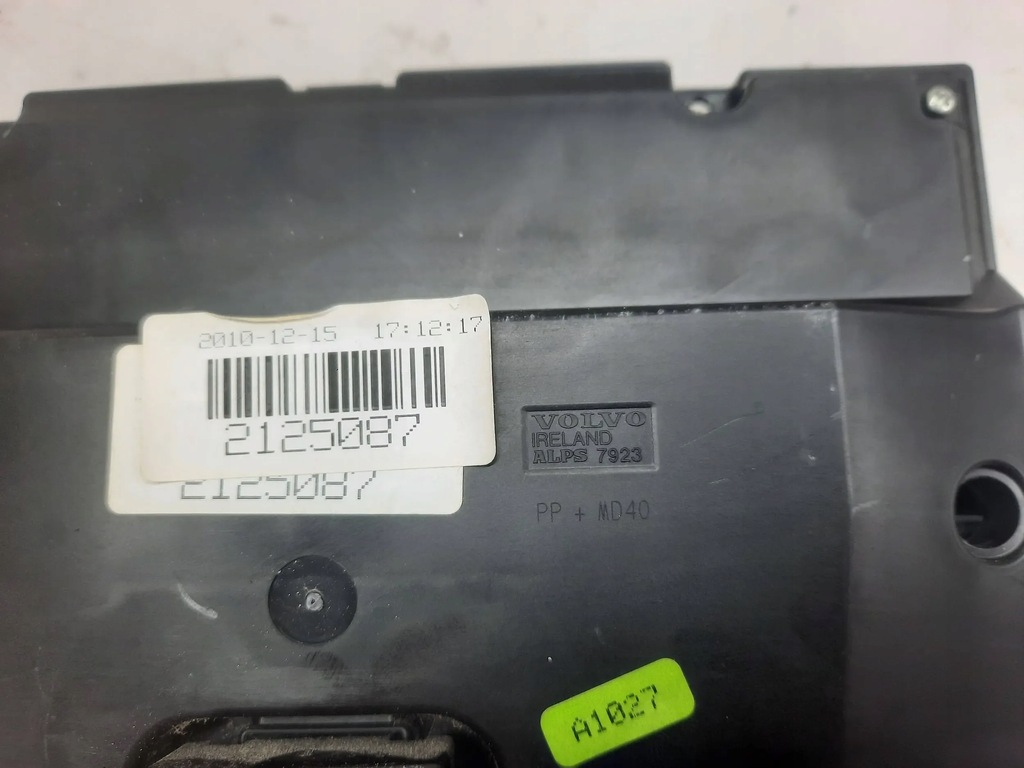 2010-12-15 17:12:17
2125087
2125087
VOLVO
IRELAND
ALPS 7923
PP + MD40
A1027